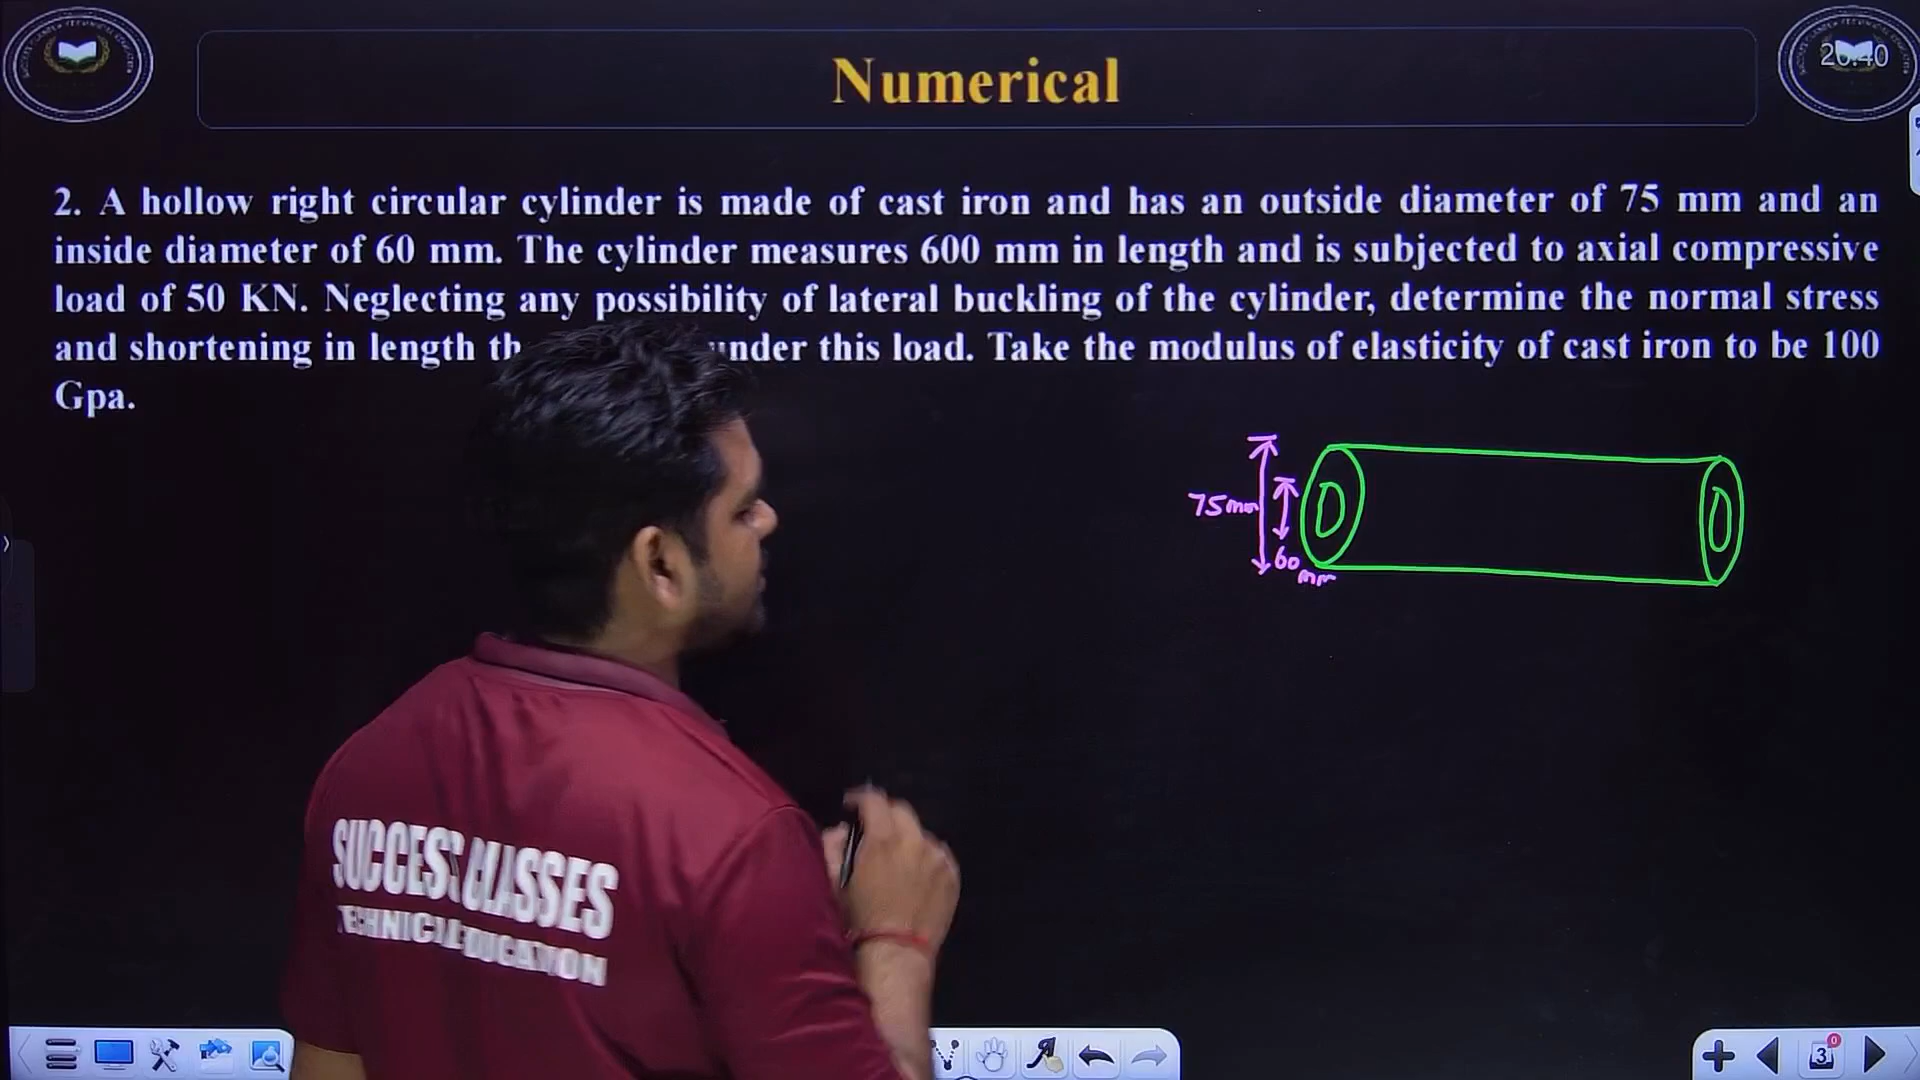 Numerical
20:40
2. A hollow right circular cylinder is made of cast iron and has an outside diameter of 75 mm and an
inside diameter of 60 mm. The cylinder measures 600 mm in length and is subjected to axial compressive
load of 50 KN. Neglecting any possibility of lateral buckling of the cylinder, determine the normal stress
and shortening in length under this load. Take the modulus of elasticity of cast iron to be 100
Gpa.
75mm
60
mm
SUCCESS CLASSES
TECHNICAL EDUCATION
3
0